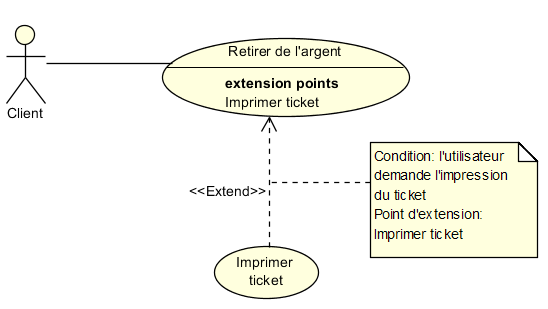 Retirer de l'argent
extension points
Imprimer ticket
Client
Condition: l'utilisateur
demande l'impression
du ticket
Point d'extension:
Imprimer ticket
<<Extend>>
Imprimer
ticket